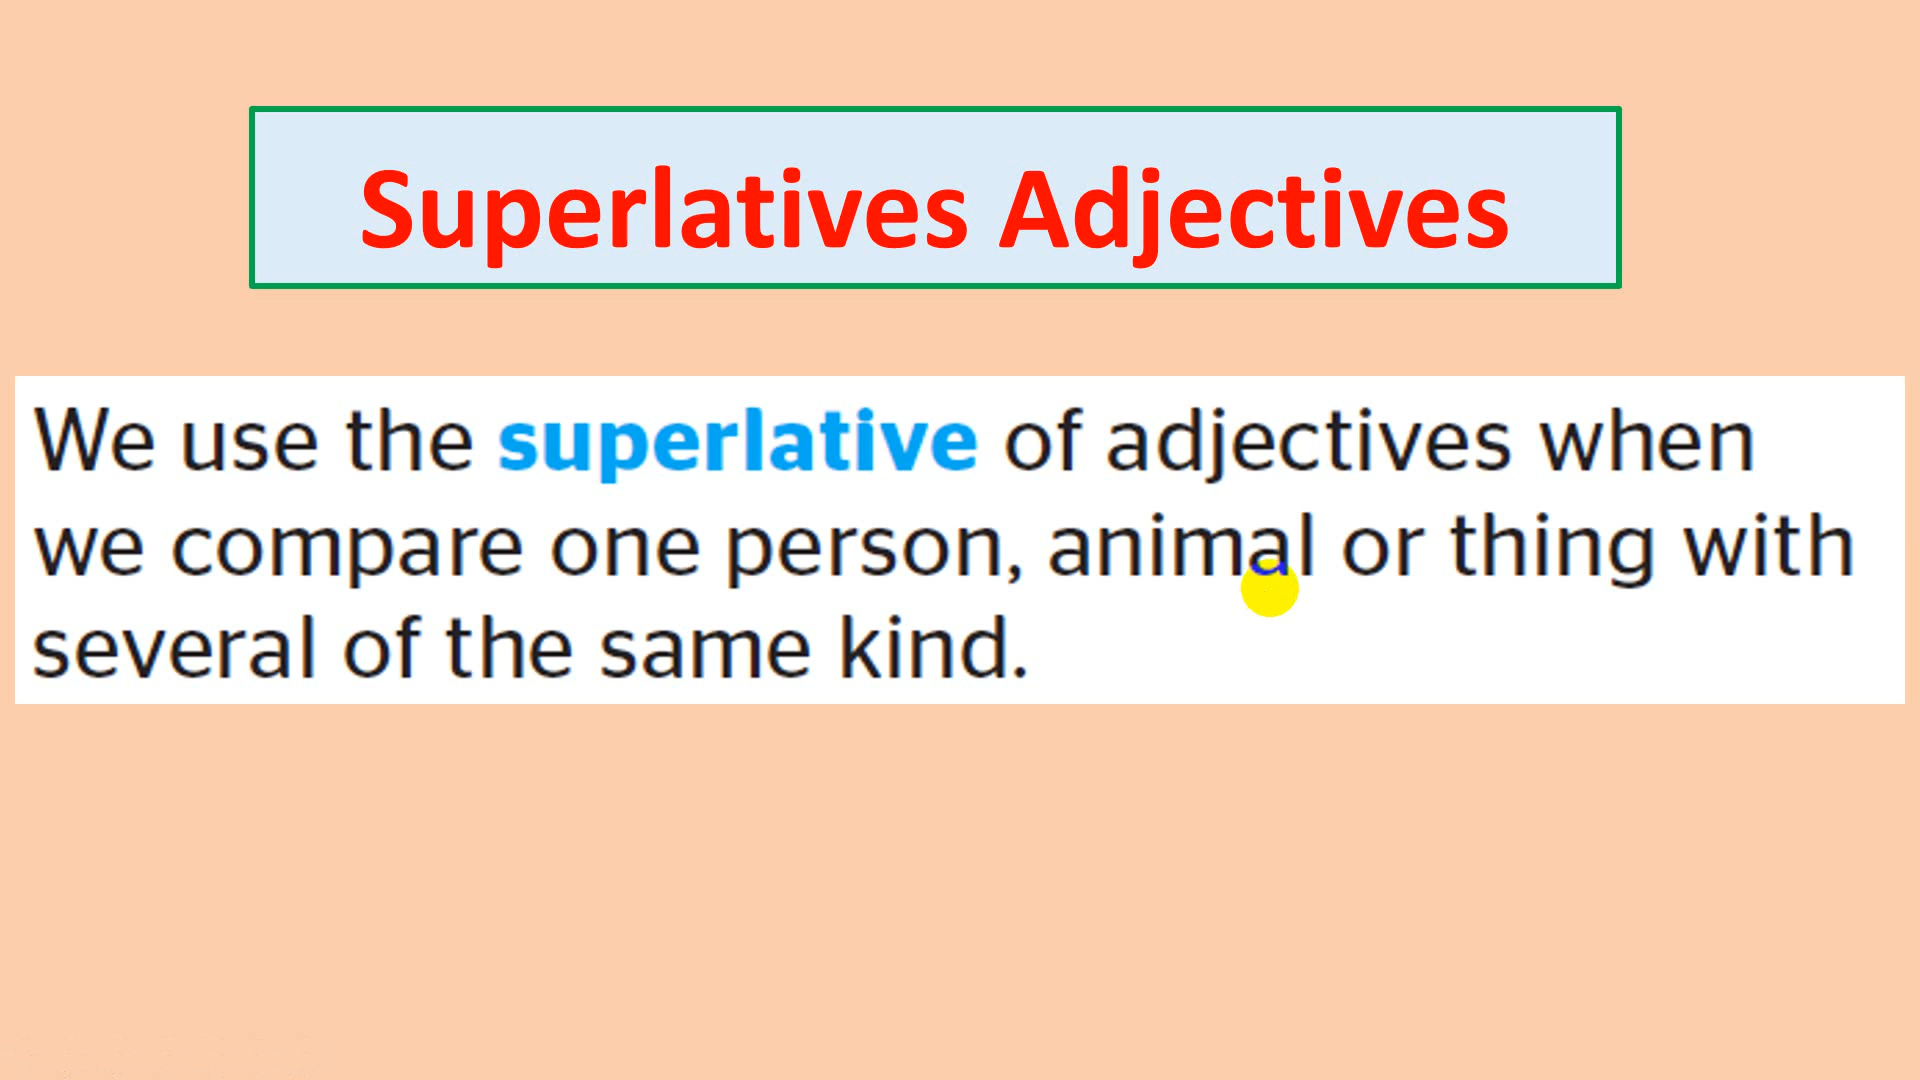 Superlatives Adjectives
We use the superlative of adjectives when
we compare one person, animal or thing with
several of the same kind.